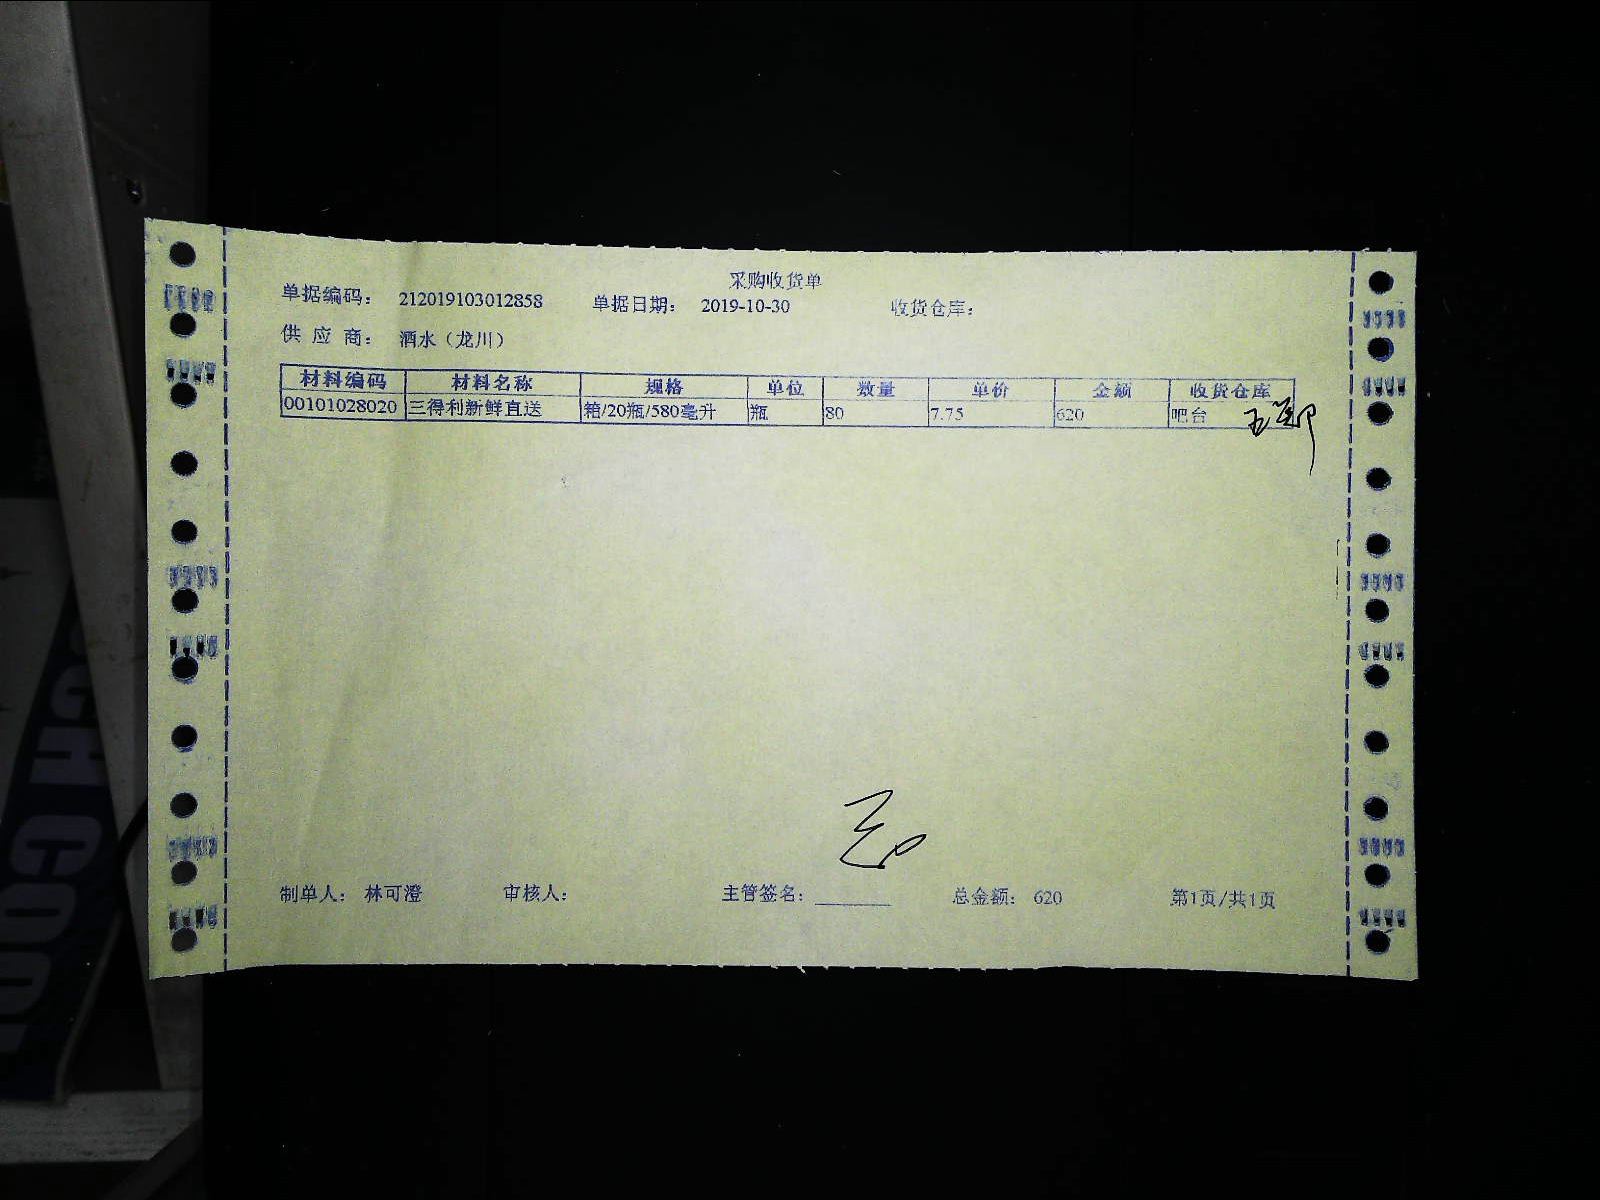 采购收货单
单据编码： 212019103012858 单据日期： 2019-10-30 收货仓库：
供 应 商： 酒水（龙川）
材料编码 材料名称 规格 单位 数量 单价 金额 收货仓库
00101028020 三得利新鲜直送 箱/20瓶/580毫升 瓶 80 7.75 620 吧台
制单人： 林可澄 审核人： 主管签名： 总金额： 620 第1页/共1页